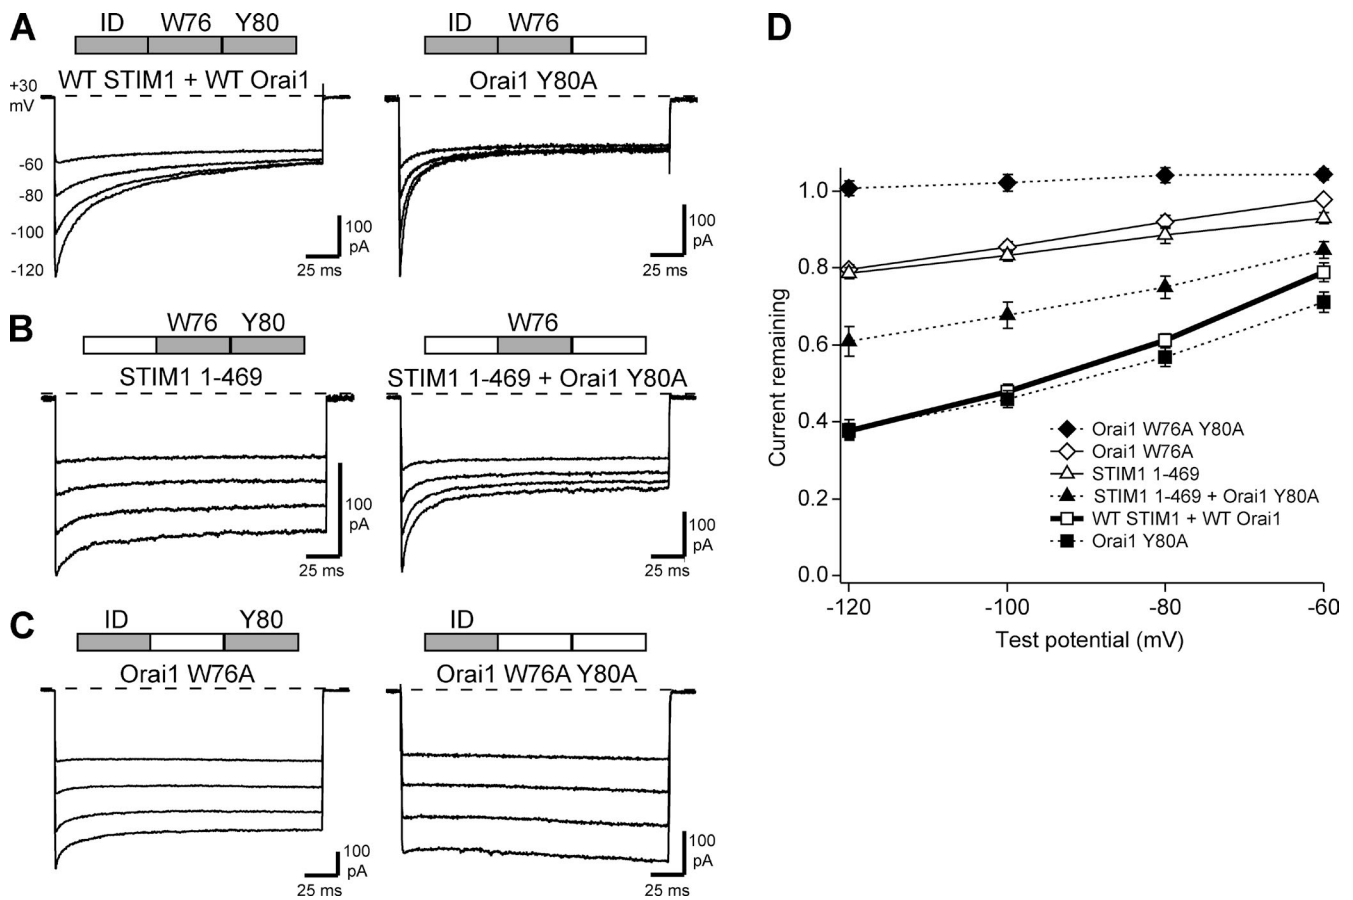 A
ID W76 Y80
WT STIM1 + WT Orai1
+30
mV
-60
-80
-100
-120
100
pA
25 ms
ID W76
Orai1 Y80A
100
pA
25 ms
B
W76 Y80
STIM1 1-469
100
pA
25 ms
W76
STIM1 1-469 + Orai1 Y80A
100
pA
25 ms
C
ID Y80
Orai1 W76A
100
pA
25 ms
ID
Orai1 W76A Y80A
100
pA
25 ms
D
Current remaining
1.0
0.8
0.6
0.4
0.2
0.0
Orai1 W76A Y80A
Orai1 W76A
STIM1 1-469
STIM1 1-469 + Orai1 Y80A
WT STIM1 + WT Orai1
Orai1 Y80A
-120 -100 -80 -60
Test potential (mV)